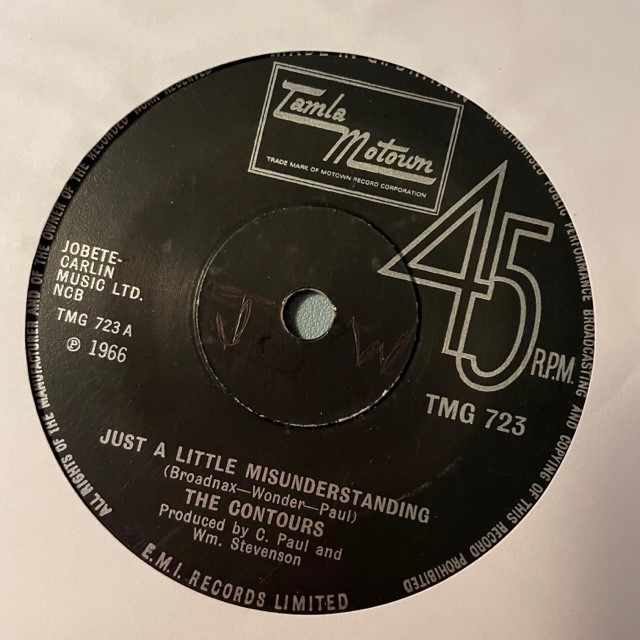 Tamla
Motown
TRADE MARK OF MOTOWN RECORD CORPORATION
45
R.P.M.
TMG 723
JOBETE-
CARLIN
MUSIC LTD.
NCB
TMG 723 A
℗ 1966
J W
JUST A LITTLE MISUNDERSTANDING
(Broadnax—Wonder—Paul)
THE CONTOURS
Produced by C. Paul and
Wm. Stevenson
E.M.I. RECORDS LIMITED
ALL RIGHTS OF THE MANUFACTURER AND OF THE OWNER OF THE RECORDED WORK RESERVED
UNAUTHORISED PUBLIC PERFORMANCE BROADCASTING AND COPYING OF THIS RECORD PROHIBITED